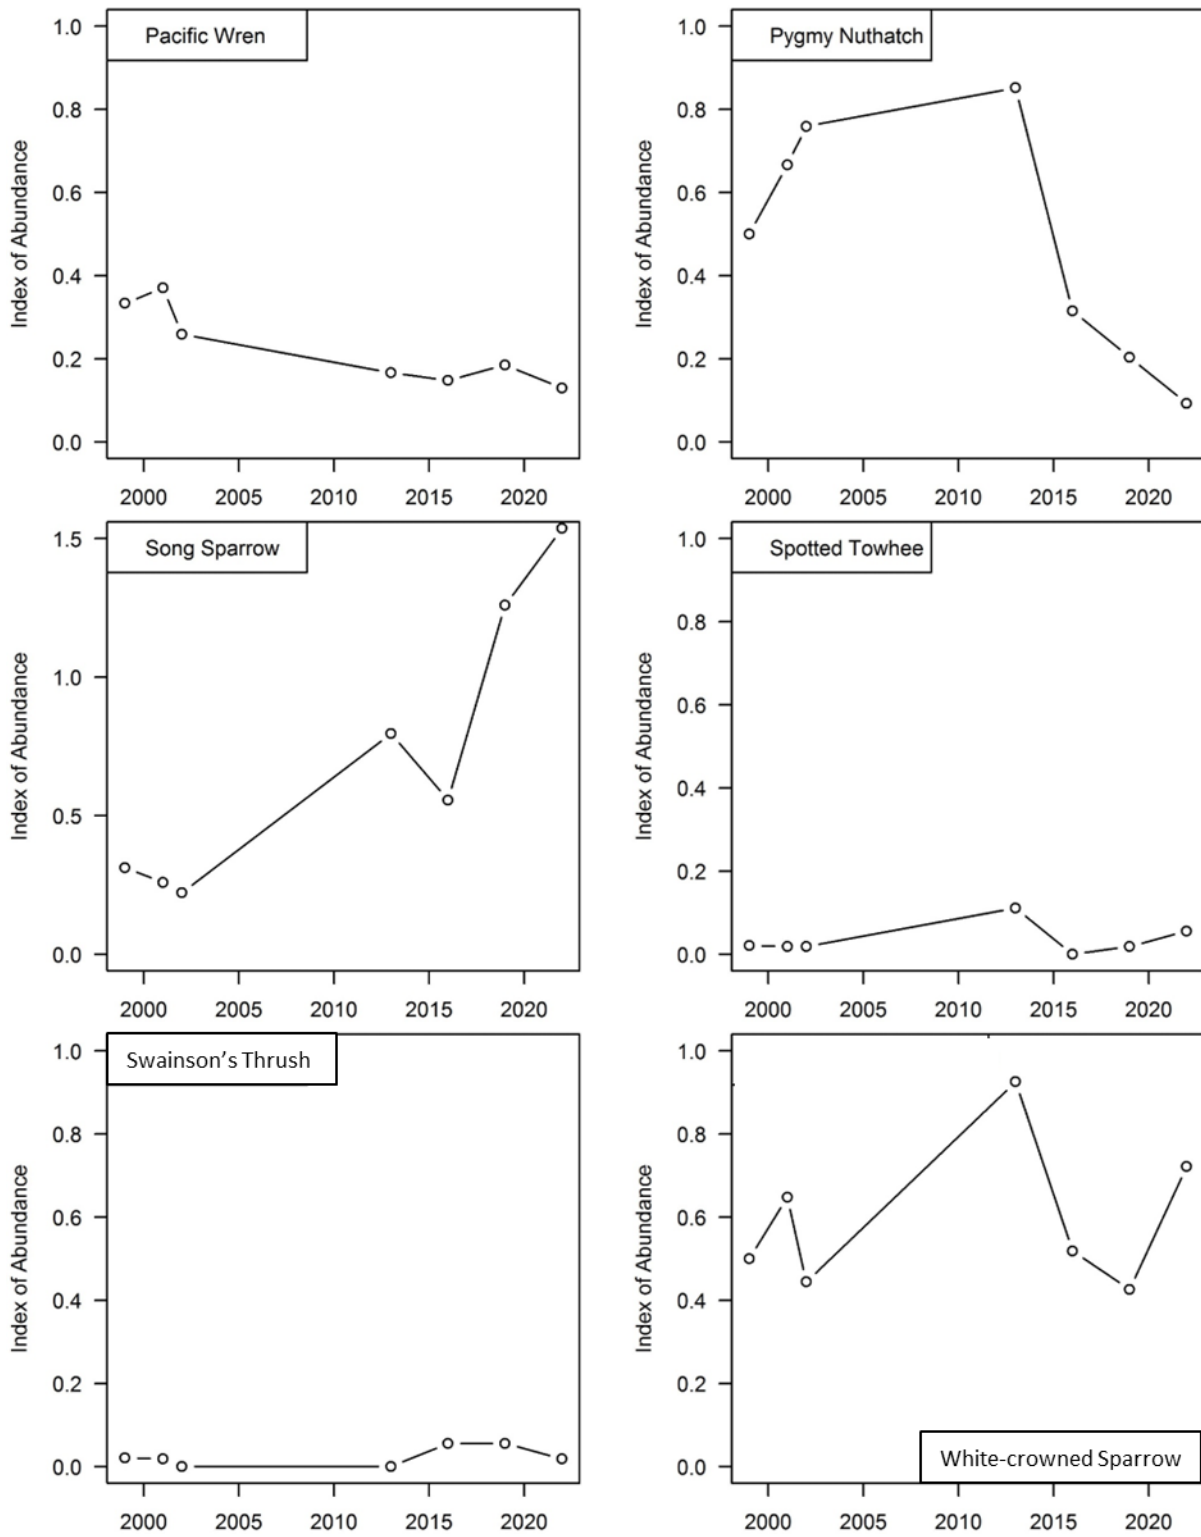 Pacific Wren
Index of Abundance
1.0
0.8
0.6
0.4
0.2
0.0
2000 2005 2010 2015 2020
Pygmy Nuthatch
Index of Abundance
1.0
0.8
0.6
0.4
0.2
0.0
2000 2005 2010 2015 2020
Song Sparrow
Index of Abundance
1.5
1.0
0.5
0.0
2000 2005 2010 2015 2020
Spotted Towhee
Index of Abundance
1.0
0.8
0.6
0.4
0.2
0.0
2000 2005 2010 2015 2020
Swainson’s Thrush
Index of Abundance
1.0
0.8
0.6
0.4
0.2
0.0
2000 2005 2010 2015 2020
Index of Abundance
1.0
0.8
0.6
0.4
0.2
0.0
White-crowned Sparrow
2000 2005 2010 2015 2020